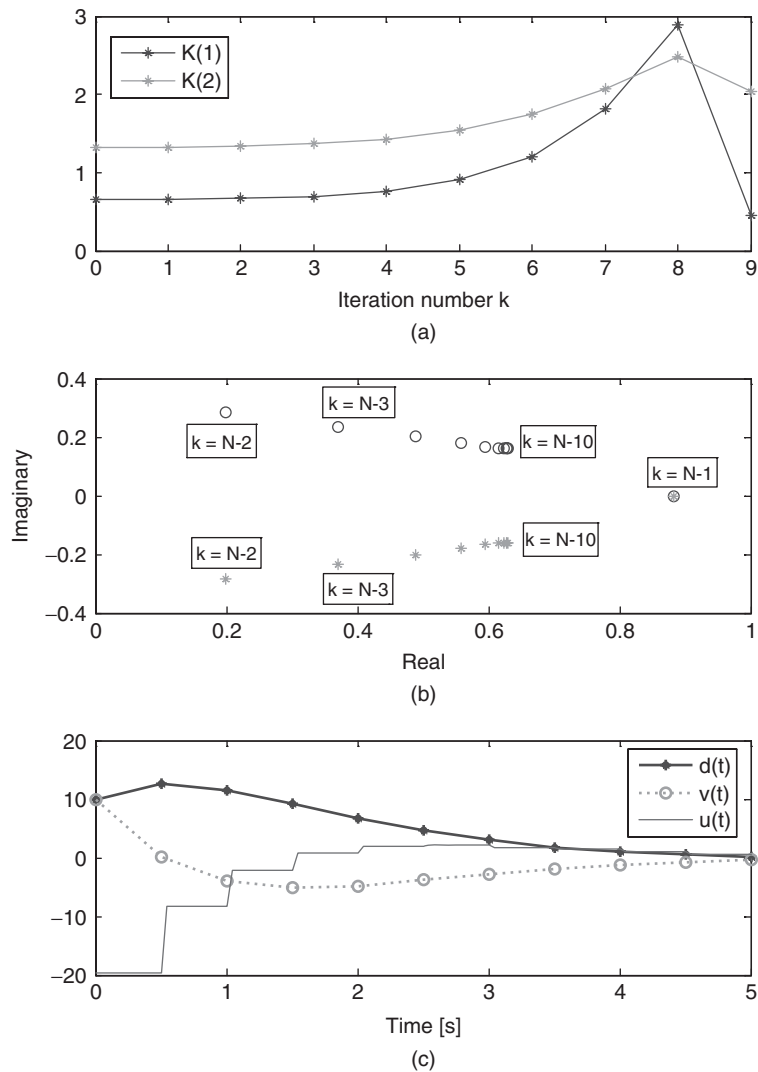 3
2
1
0
K(1)
K(2)
0 1 2 3 4 5 6 7 8 9
Iteration number k
(a)
0.4
0.2
0
−0.2
−0.4
Imaginary
k = N-2
k = N-3
k = N-10
k = N-1
k = N-2
k = N-3
k = N-10
0 0.2 0.4 0.6 0.8 1
Real
(b)
20
10
0
−10
−20
d(t)
v(t)
u(t)
0 1 2 3 4 5
Time [s]
(c)